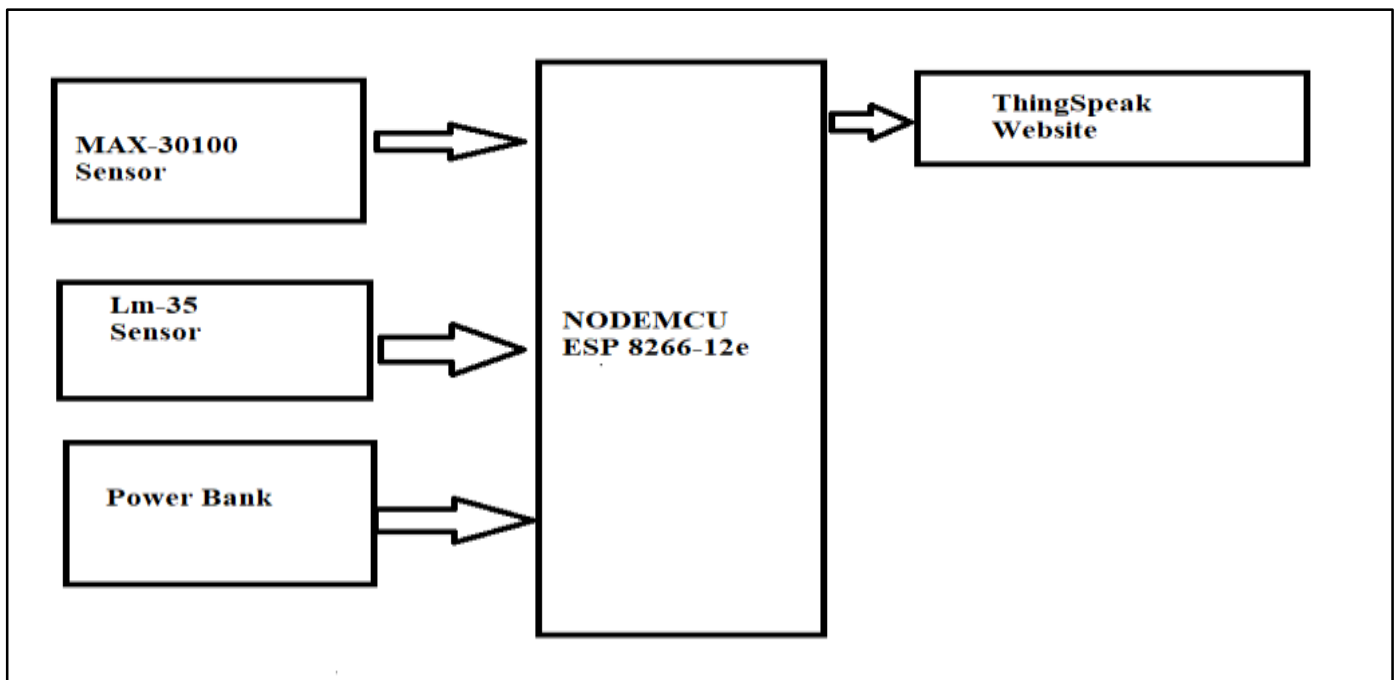 MAX-30100
Sensor
Lm-35
Sensor
Power Bank
NODEMCU
ESP 8266-12e
ThingSpeak
Website